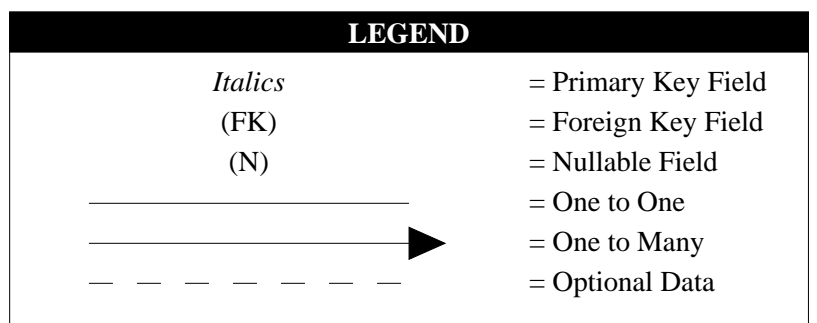 LEGEND
Italics = Primary Key Field
(FK) = Foreign Key Field
(N) = Nullable Field
= One to One
= One to Many
= Optional Data